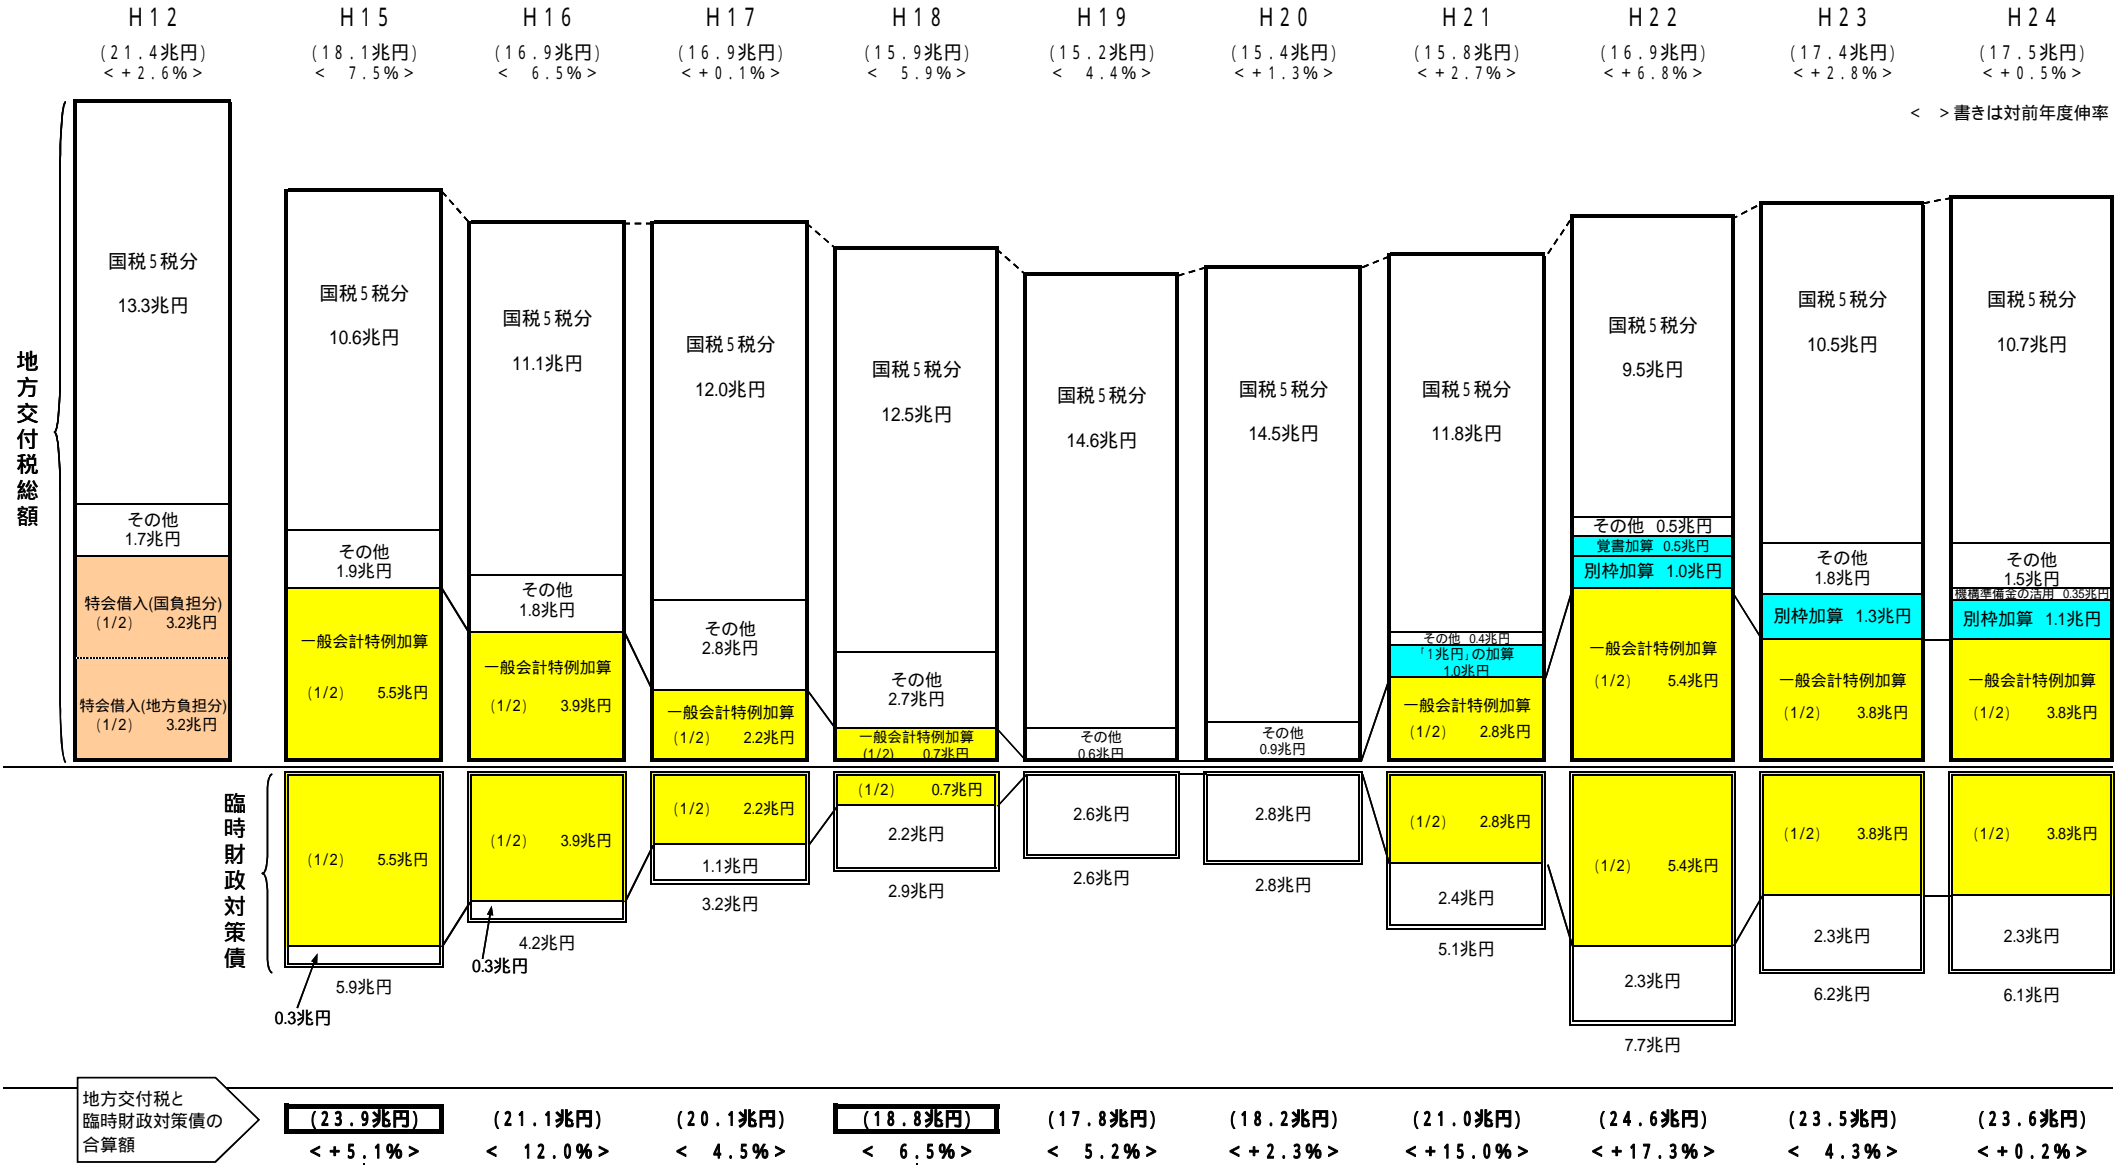 H12 H15 H16 H17 H18 H19 H20 H21 H22 H23 H24
(21.4兆円) (18.1兆円) (16.9兆円) (16.9兆円) (15.9兆円) (15.2兆円) (15.4兆円) (15.8兆円) (16.9兆円) (17.4兆円) (17.5兆円)
<+2.6%> < 7.5%> < 6.5%> <+0.1%> < 5.9%> < 4.4%> <+1.3%> <+2.7%> <+6.8%> <+2.8%> <+0.5%>
< >書きは対前年度伸率
地方交付税総額
国税5税分
13.3兆円
その他
1.7兆円
特会借入(国負担分)
(1/2) 3.2兆円
特会借入(地方負担分)
(1/2) 3.2兆円
国税5税分
10.6兆円
その他
1.9兆円
一般会計特例加算
(1/2) 5.5兆円
国税5税分
11.1兆円
その他
1.8兆円
一般会計特例加算
(1/2) 3.9兆円
国税5税分
12.0兆円
その他
2.8兆円
一般会計特例加算
(1/2) 2.2兆円
国税5税分
12.5兆円
その他
2.7兆円
一般会計特例加算
(1/2) 0.7兆円
国税5税分
14.6兆円
その他
0.6兆円
国税5税分
14.5兆円
その他
0.9兆円
国税5税分
11.8兆円
その他 0.4兆円
「1兆円」の加算
1.0兆円
一般会計特例加算
(1/2) 2.8兆円
国税5税分
9.5兆円
その他 0.5兆円
覚書加算 0.5兆円
別枠加算 1.0兆円
一般会計特例加算
(1/2) 5.4兆円
国税5税分
10.5兆円
その他
1.8兆円
別枠加算 1.3兆円
一般会計特例加算
(1/2) 3.8兆円
国税5税分
10.7兆円
その他
1.5兆円
機構準備金の活用 0.35兆円
別枠加算 1.1兆円
一般会計特例加算
(1/2) 3.8兆円
臨時財政対策債
(1/2) 5.5兆円
0.3兆円
5.9兆円
(1/2) 3.9兆円
0.3兆円
4.2兆円
(1/2) 2.2兆円
1.1兆円
3.2兆円
(1/2) 0.7兆円
2.2兆円
2.9兆円
2.6兆円
2.6兆円
2.8兆円
2.8兆円
(1/2) 2.8兆円
2.4兆円
5.1兆円
(1/2) 5.4兆円
2.3兆円
7.7兆円
(1/2) 3.8兆円
2.3兆円
6.2兆円
(1/2) 3.8兆円
2.3兆円
6.1兆円
地方交付税と
臨時財政対策債の
合算額
(23.9兆円) (21.1兆円) (20.1兆円) (18.8兆円) (17.8兆円) (18.2兆円) (21.0兆円) (24.6兆円) (23.5兆円) (23.6兆円)
<+5.1%> < 12.0%> < 4.5%> < 6.5%> < 5.2%> <+2.3%> <+15.0%> <+17.3%> < 4.3%> <+0.2%>